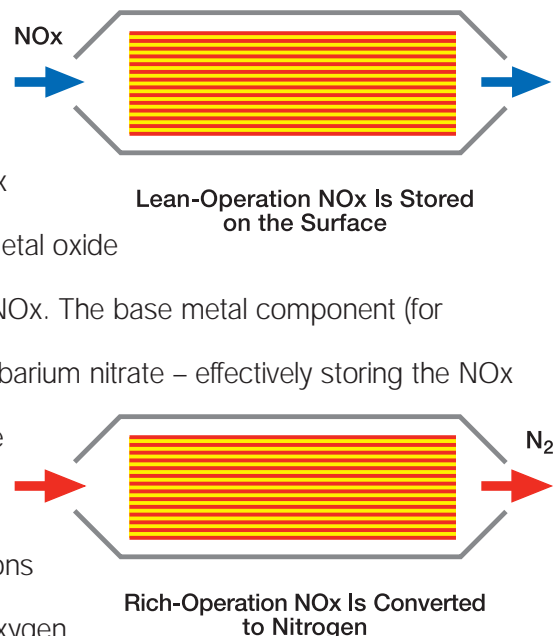 NOx
Lean-Operation NOx Is Stored
on the Surface
etal oxide
NOx. The base metal component (for
barium nitrate – effectively storing the NOx
N2
ons
Rich-Operation NOx Is Converted
xygen
to Nitrogen